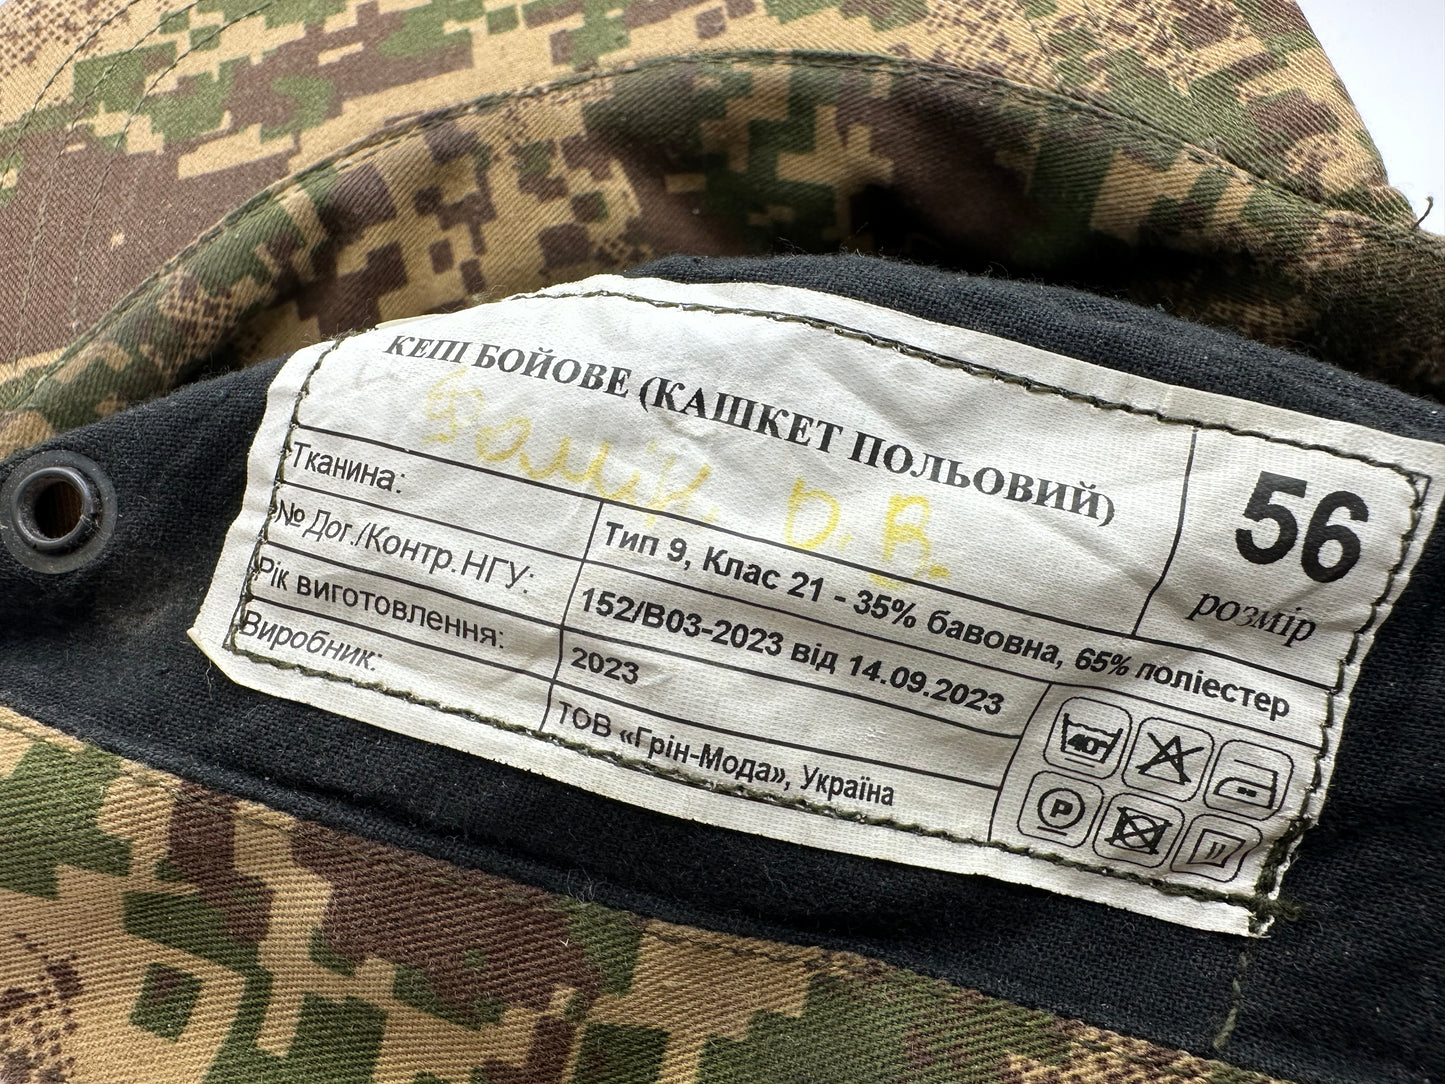 КЕПІ БОЙОВЕ (КАШКЕТ ПОЛЬОВИЙ)
56
розмір
О. В.
Тканина: Тип 9, Клас 21 - 35% бавовна, 65% поліестер
№ Дог./Контр.НГУ: 152/В03-2023 від 14.09.2023
Рік виготовлення: 2023
Виробник: ТОВ «Грін-Мода», Україна
40°
P